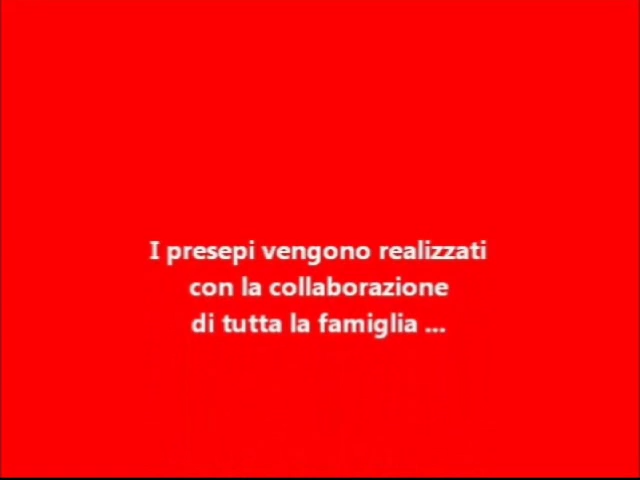 I presepi vengono realizzati
con la collaborazione
di tutta la famiglia ...